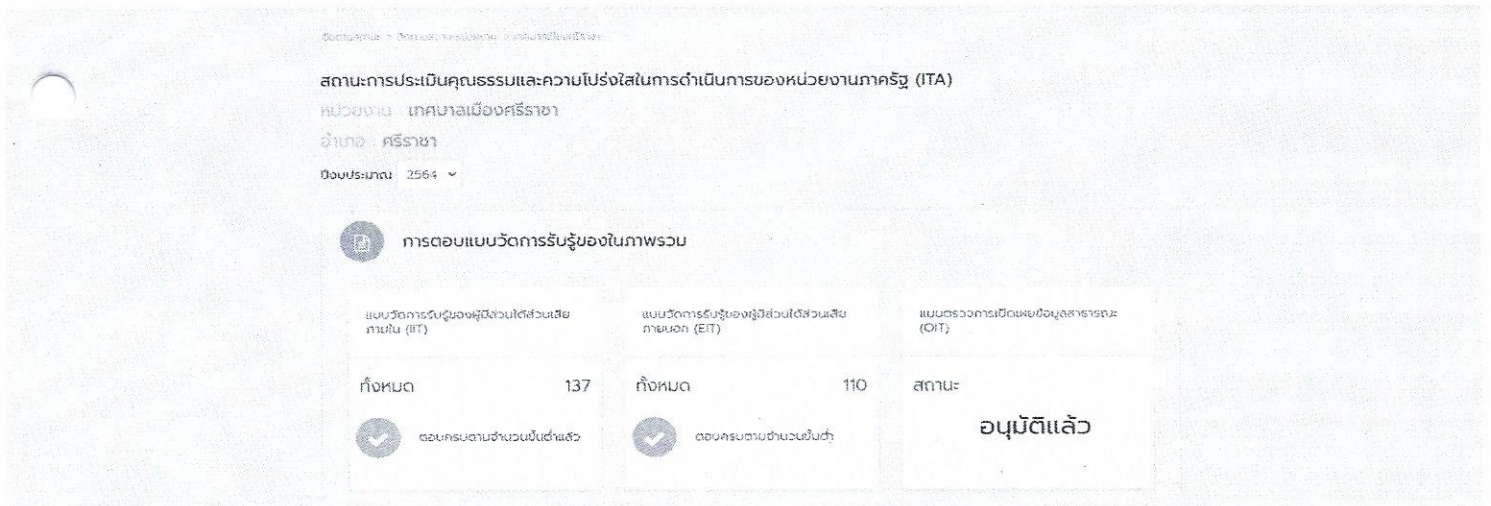 สถานะการประเมินคุณธรรมและความโปร่งใสในการดำเนินการของหน่วยงานภาครัฐ (ITA)
หน่วยงาน : เทศบาลเมืองศรีราชา
อำเภอ : ศรีราชา
ปีงบประมาณ 2564
การตอบแบบวัดการรับรู้ของในภาพรวม
แบบวัดการรับรู้ของผู้มีส่วนได้ส่วนเสีย
ภายใน (IIT)
แบบวัดการรับรู้ของผู้มีส่วนได้ส่วนเสีย
ภายนอก (EIT)
แบบตรวจการเปิดเผยข้อมูลสาธารณะ
(OIT)
ทั้งหมด 137
ทั้งหมด 110
สถานะ
ตอบครบตามจำนวนขั้นต่ำแล้ว
ตอบครบตามจำนวนขั้นต่ำ
อนุมัติแล้ว